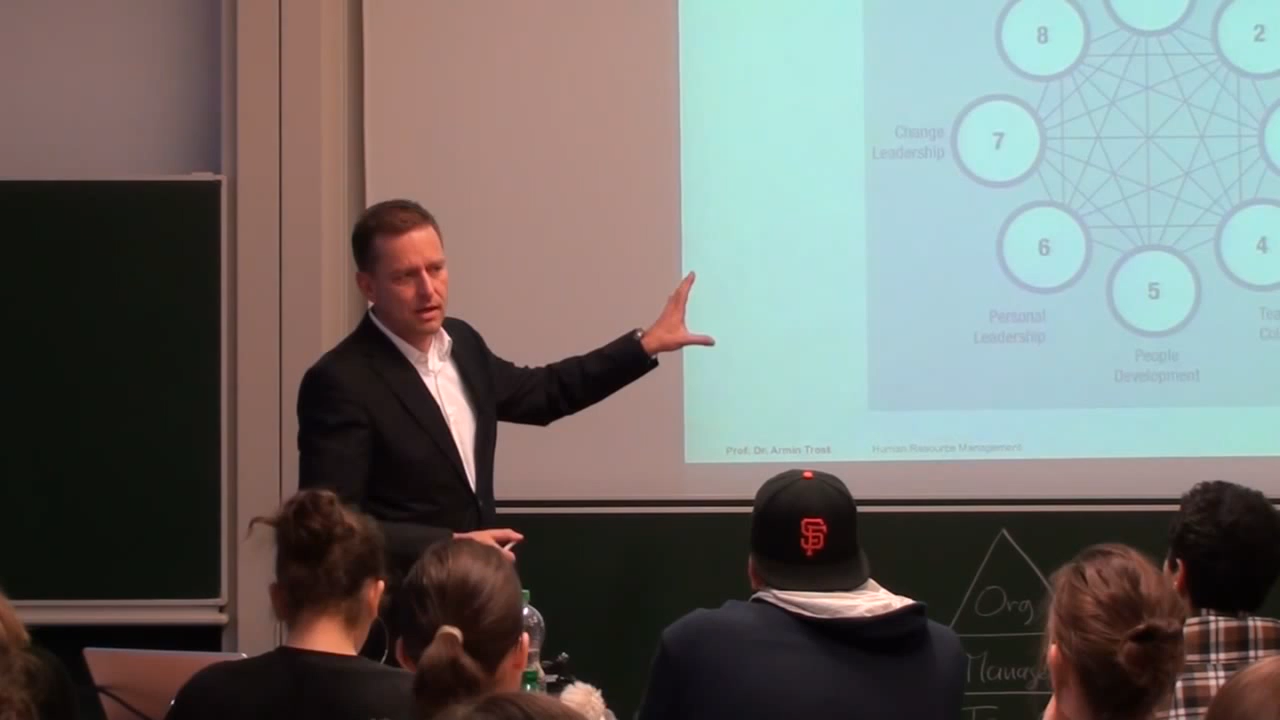 8
2
Change
Leadership
7
6
4
5
Personal
Leadership
People
Development
Prof. Dr. Armin Trost
Human Resource Management
SF
Org